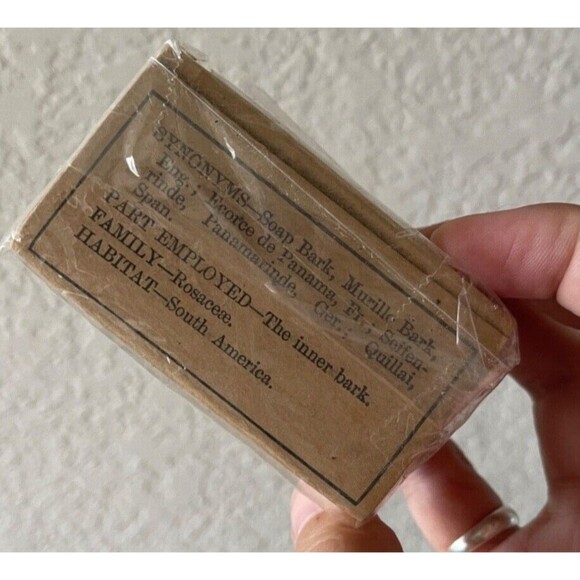 SYNONYMS—Soap Bark, Murillo Bark,
Eng., Ecorce de Panama, Fr., Seifen-
rinde, Panamarinde, Ger., Quillai,
Span.
PART EMPLOYED—The inner bark.
FAMILY—Rosaceæ.
HABITAT—South America.